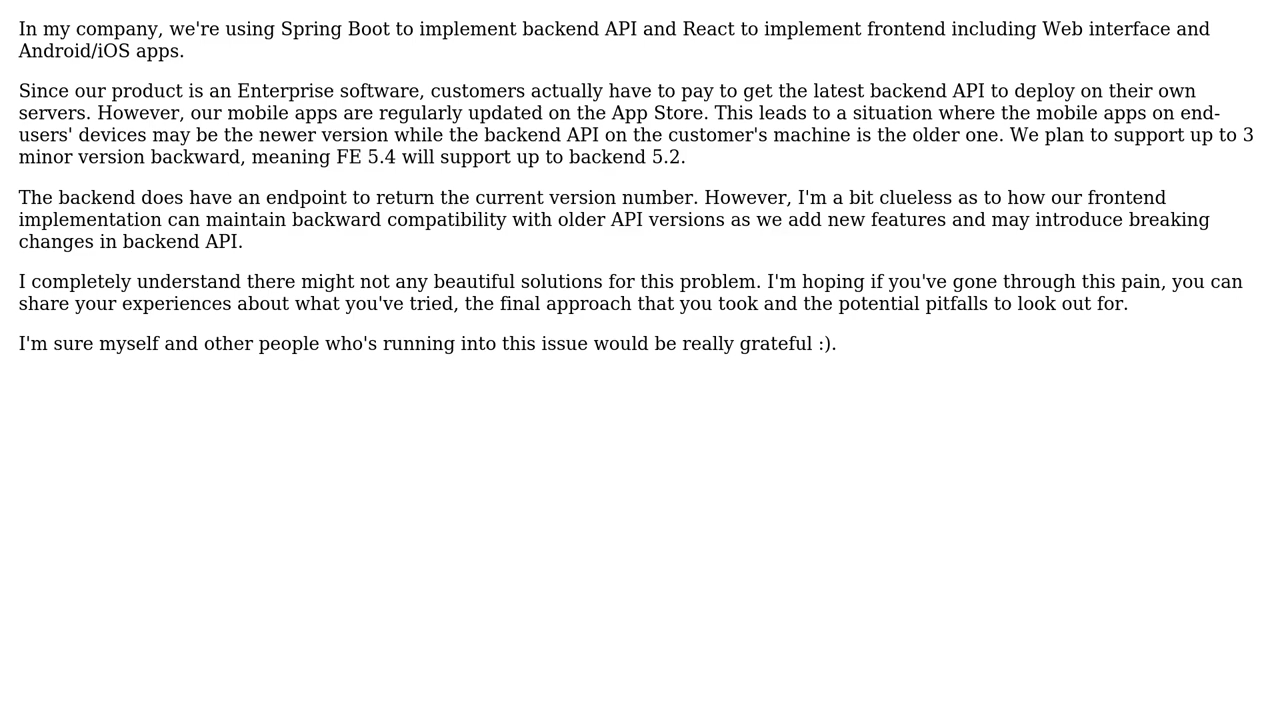 In my company, we're using Spring Boot to implement backend API and React to implement frontend including Web interface and
Android/iOS apps.
Since our product is an Enterprise software, customers actually have to pay to get the latest backend API to deploy on their own
servers. However, our mobile apps are regularly updated on the App Store. This leads to a situation where the mobile apps on end-
users' devices may be the newer version while the backend API on the customer's machine is the older one. We plan to support up to 3
minor version backward, meaning FE 5.4 will support up to backend 5.2.
The backend does have an endpoint to return the current version number. However, I'm a bit clueless as to how our frontend
implementation can maintain backward compatibility with older API versions as we add new features and may introduce breaking
changes in backend API.
I completely understand there might not any beautiful solutions for this problem. I'm hoping if you've gone through this pain, you can
share your experiences about what you've tried, the final approach that you took and the potential pitfalls to look out for.
I'm sure myself and other people who's running into this issue would be really grateful :).